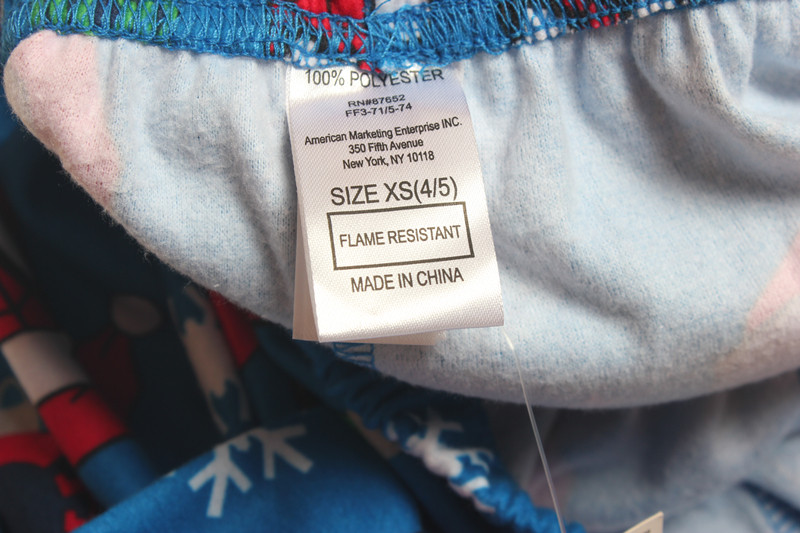 100% POLYESTER
RN#87652
FF3-71/5-74
American Marketing Enterprise INC.
350 Fifth Avenue
New York, NY 10118
SIZE XS(4/5)
FLAME RESISTANT
MADE IN CHINA